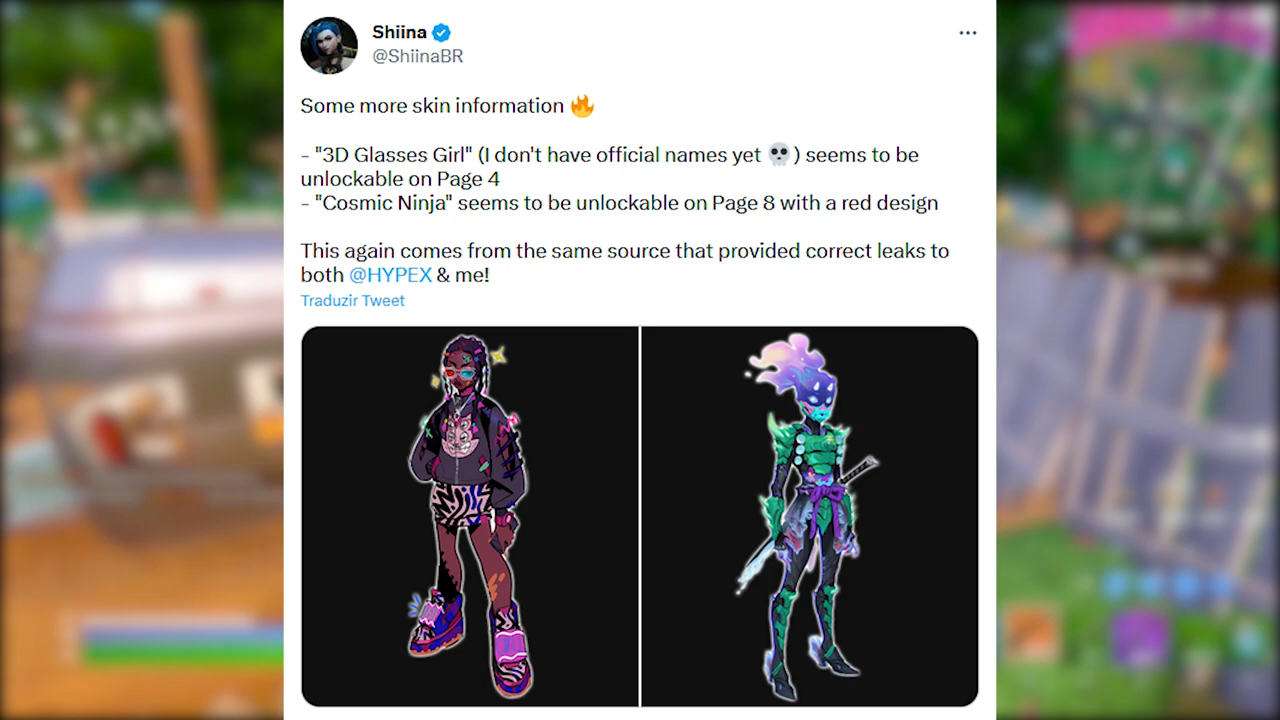 Shiina
@ShiinaBR
Some more skin information 🔥
- "3D Glasses Girl" (I don't have official names yet 💀) seems to be
unlockable on Page 4
- "Cosmic Ninja" seems to be unlockable on Page 8 with a red design
This again comes from the same source that provided correct leaks to
both @HYPEX & me!
Traduzir Tweet